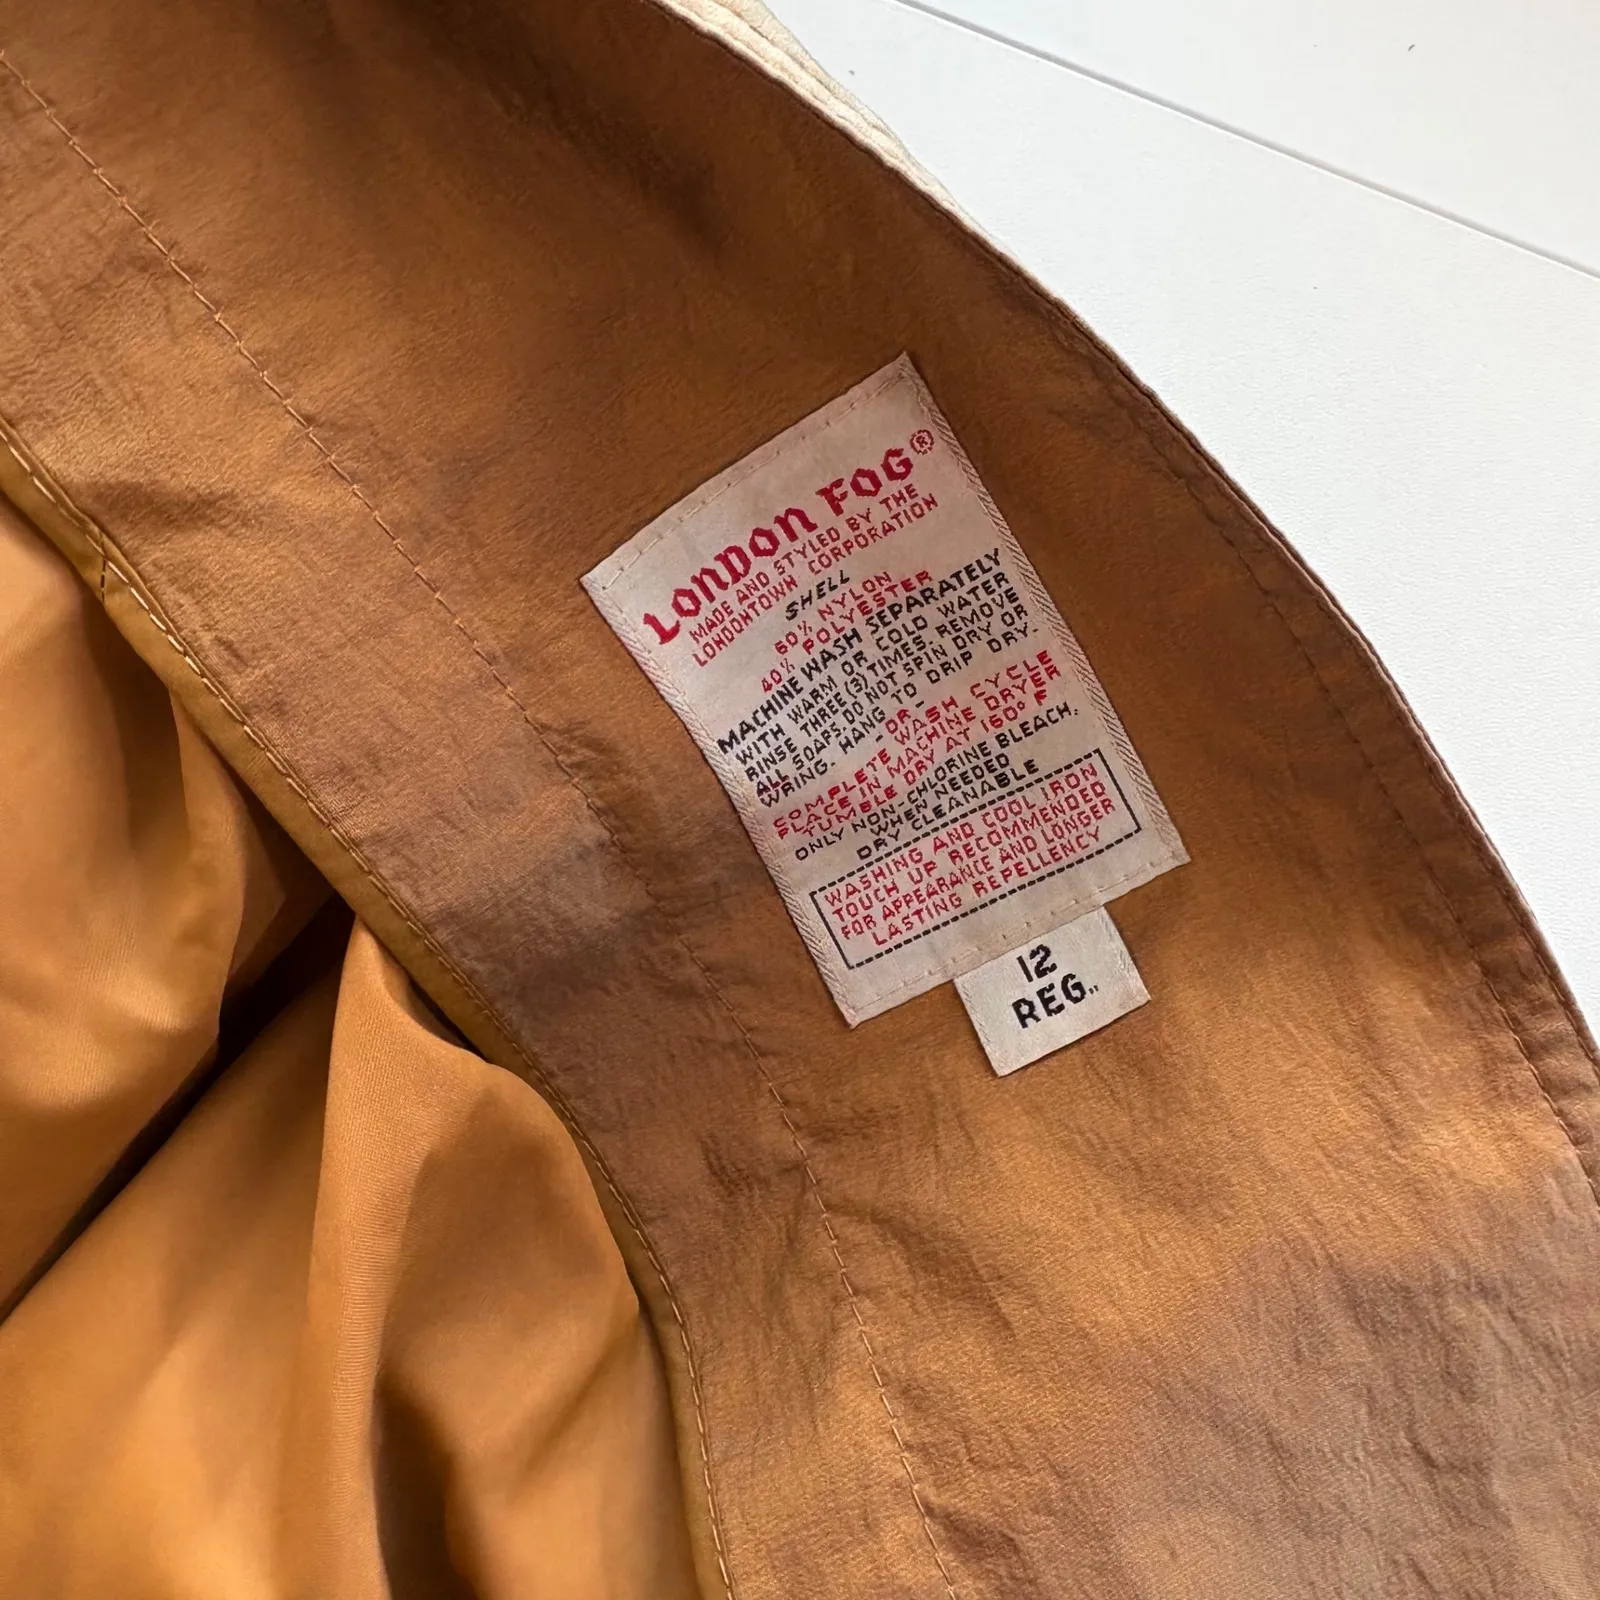 LONDON FOG®
MADE AND STYLED BY THE
LONDONTOWN CORPORATION
SHELL
60% NYLON
40% POLYESTER
MACHINE WASH SEPARATELY
WITH WARM OR COLD WATER
RINSE THREE (3) TIMES. REMOVE
ALL SOAPS. DO NOT SPIN DRY OR
WRING. HANG TO DRIP DRY.
-OR-
COMPLETE WASH CYCLE
PLACE IN MACHINE DRYER
TUMBLE DRY AT 160° F
ONLY NON-CHLORINE BLEACH.
WHEN NEEDED
DRY CLEANABLE
WASHING AND COOL IRON
TOUCH UP RECOMMENDED
FOR APPEARANCE AND LONGER
LASTING REPELLENCY
12
REG.